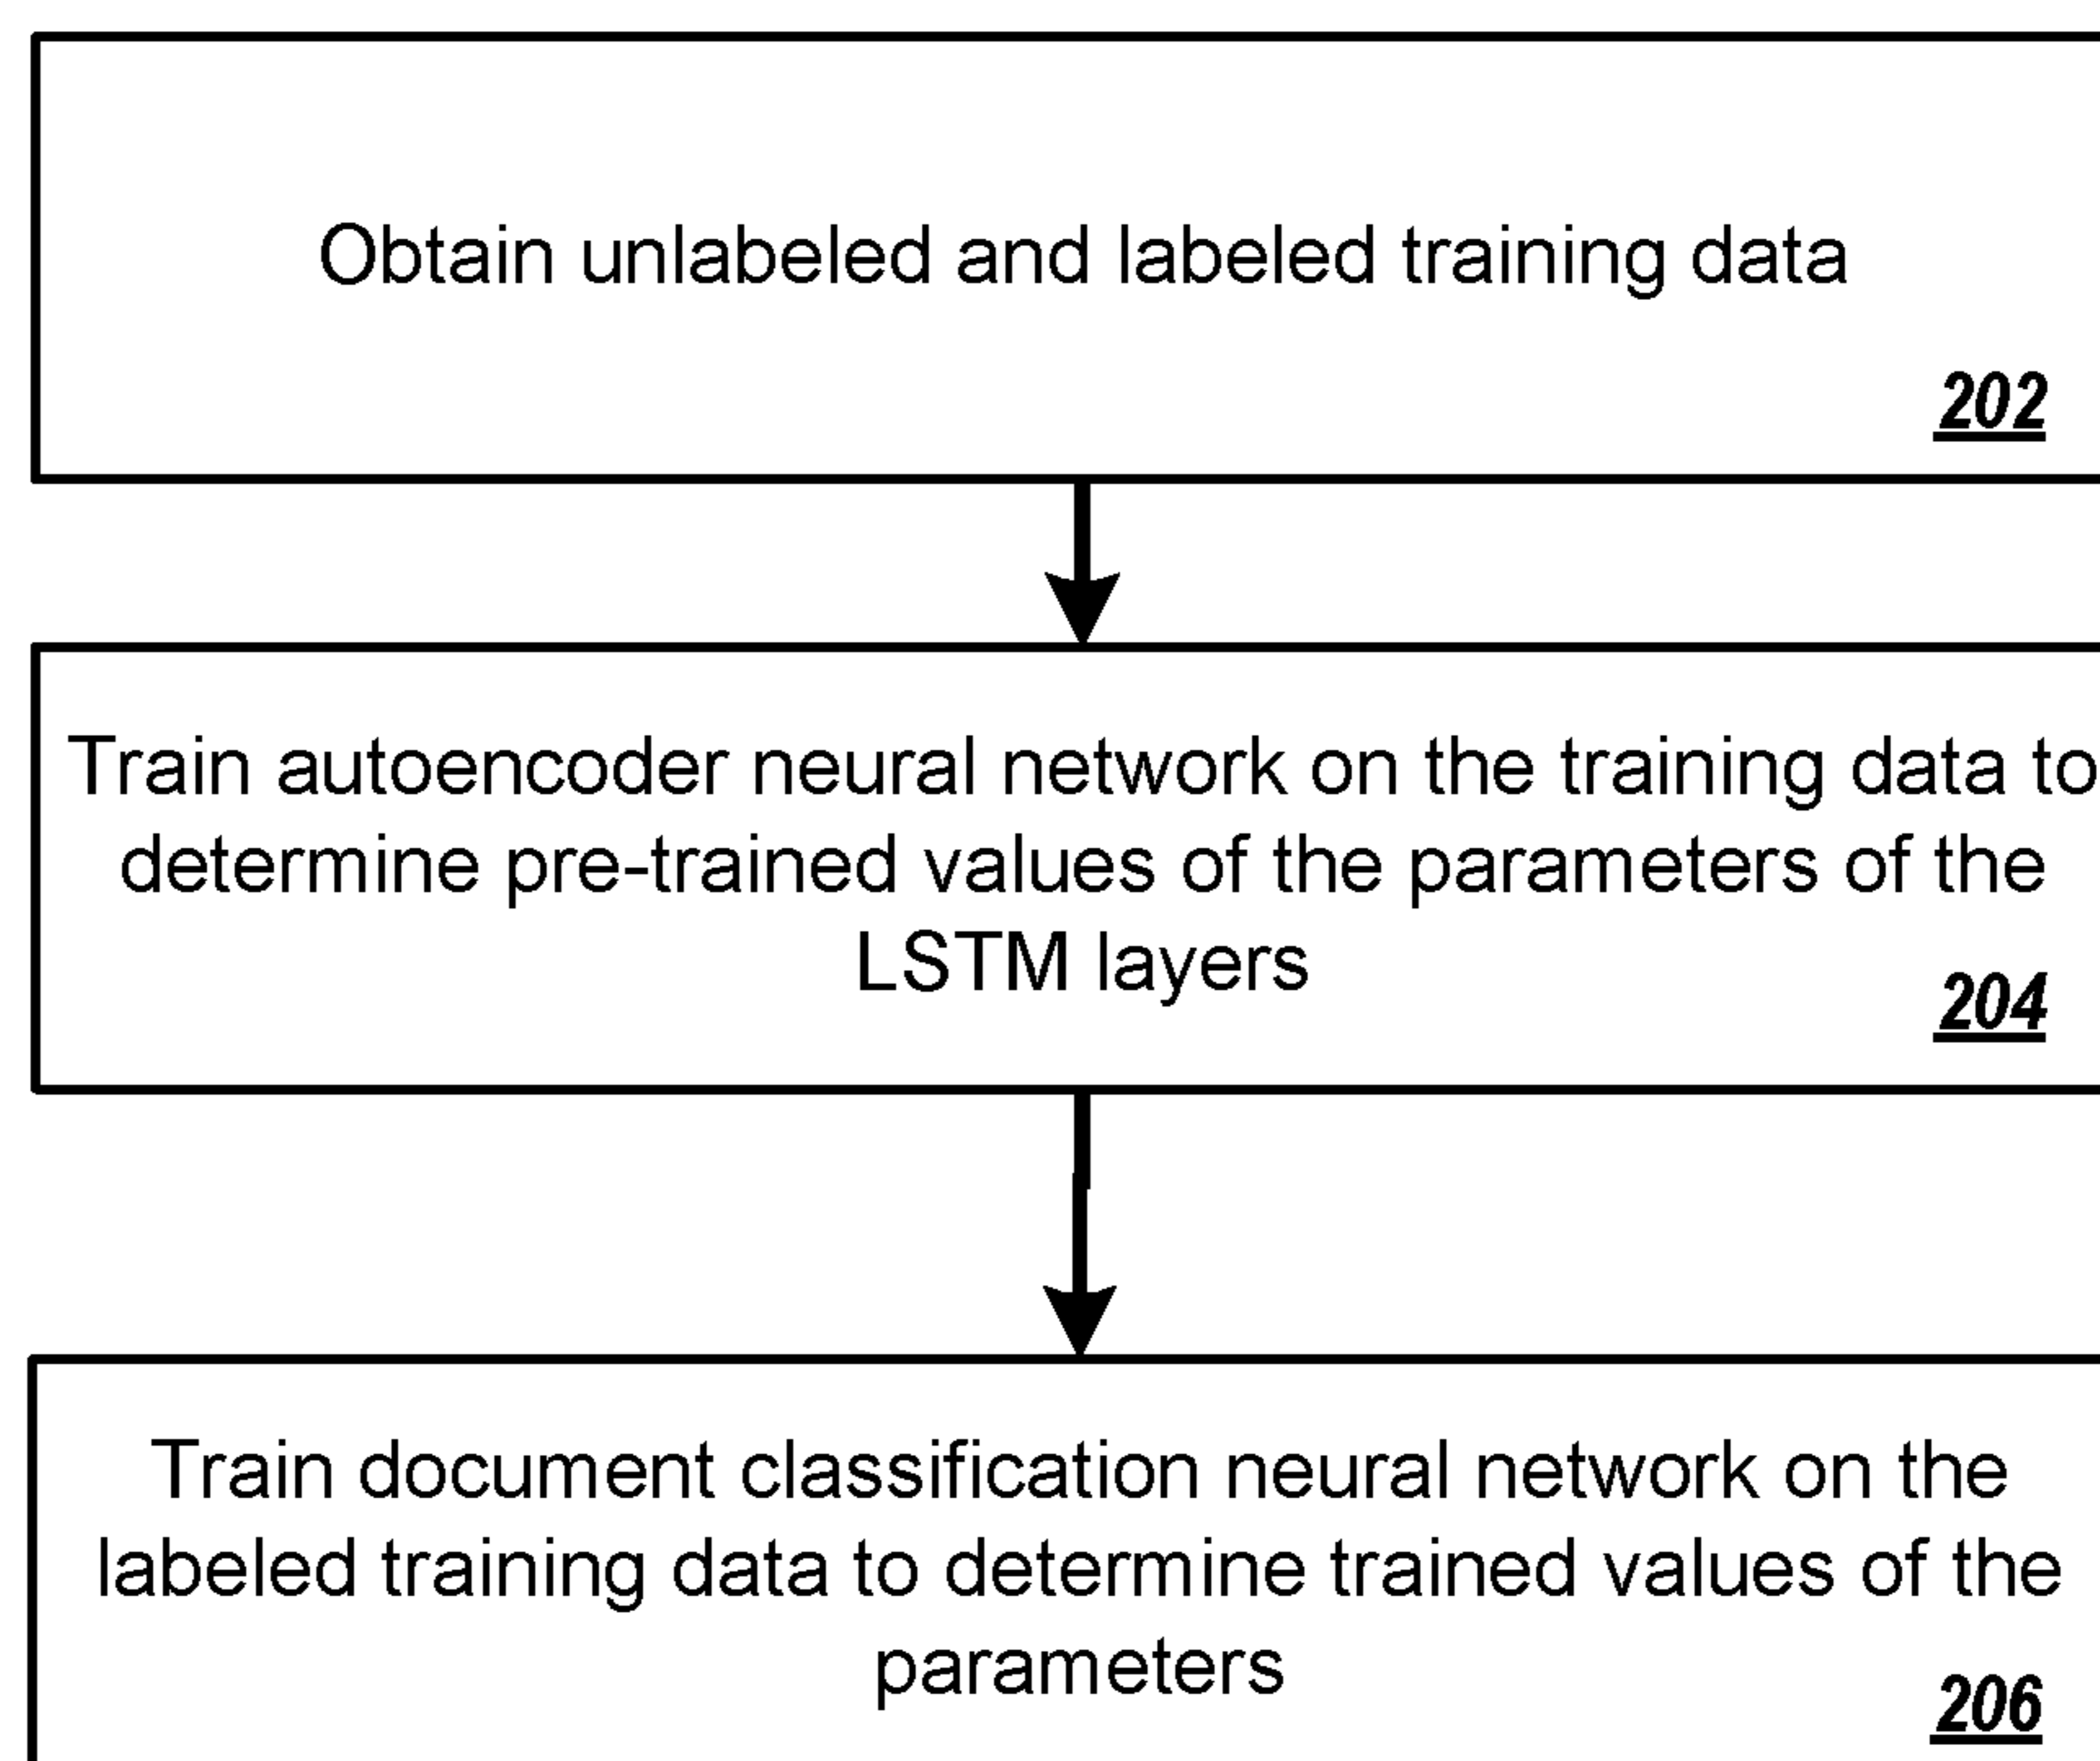 Obtain unlabeled and labeled training data
202
Train autoencoder neural network on the training data to
determine pre-trained values of the parameters of the
LSTM layers
204
Train document classification neural network on the
labeled training data to determine trained values of the
parameters
206